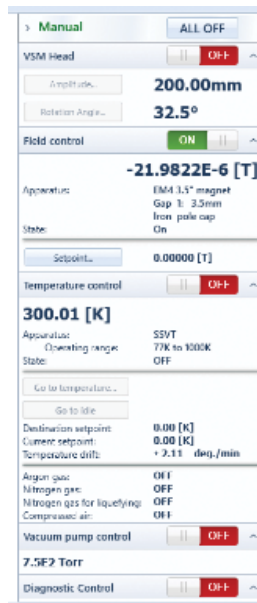 › Manual ALL OFF
VSM Head OFF
Amplitude... 200.00mm
Rotation Angle... 32.5°
Field control ON
-21.9822E-6 [T]
Apparatus: EM4 3.5" magnet
Gap 1: 3.5mm
Iron pole cap
State: On
Setpoint... 0.00000 [T]
Temperature control OFF
300.01 [K]
Apparatus: SSVT
Operating range: 77K to 1000K
State: OFF
Go to temperature...
Go to Idle
Destination setpoint: 0.00 [K]
Current setpoint: 0.00 [K]
Temperature drift: + 2.11 deg./min
Argon gas: OFF
Nitrogen gas: OFF
Nitrogen gas for liquefying: OFF
Compressed air: OFF
Vacuum pump control OFF
7.5E2 Torr
Diagnostic Control OFF